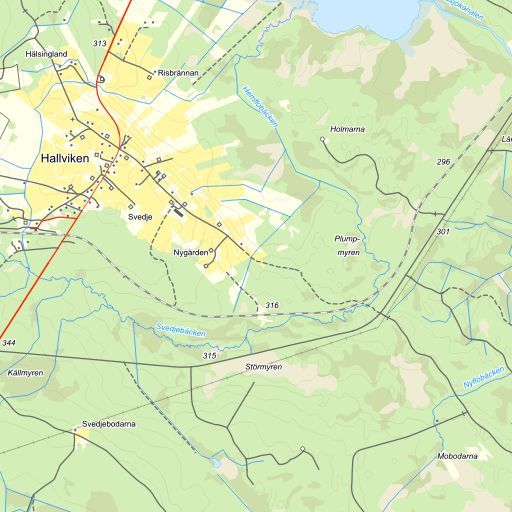 313
Hälsingland
Risbrännan
Hemflobäcken
Holmarna
Hallviken
296
Svedje
301
Plump-
myren
Nygården
316
Svedjebäcken
344
315
Störmyren
Källmyren
Nyflobäcken
Svedjebodarna
Mobodarna